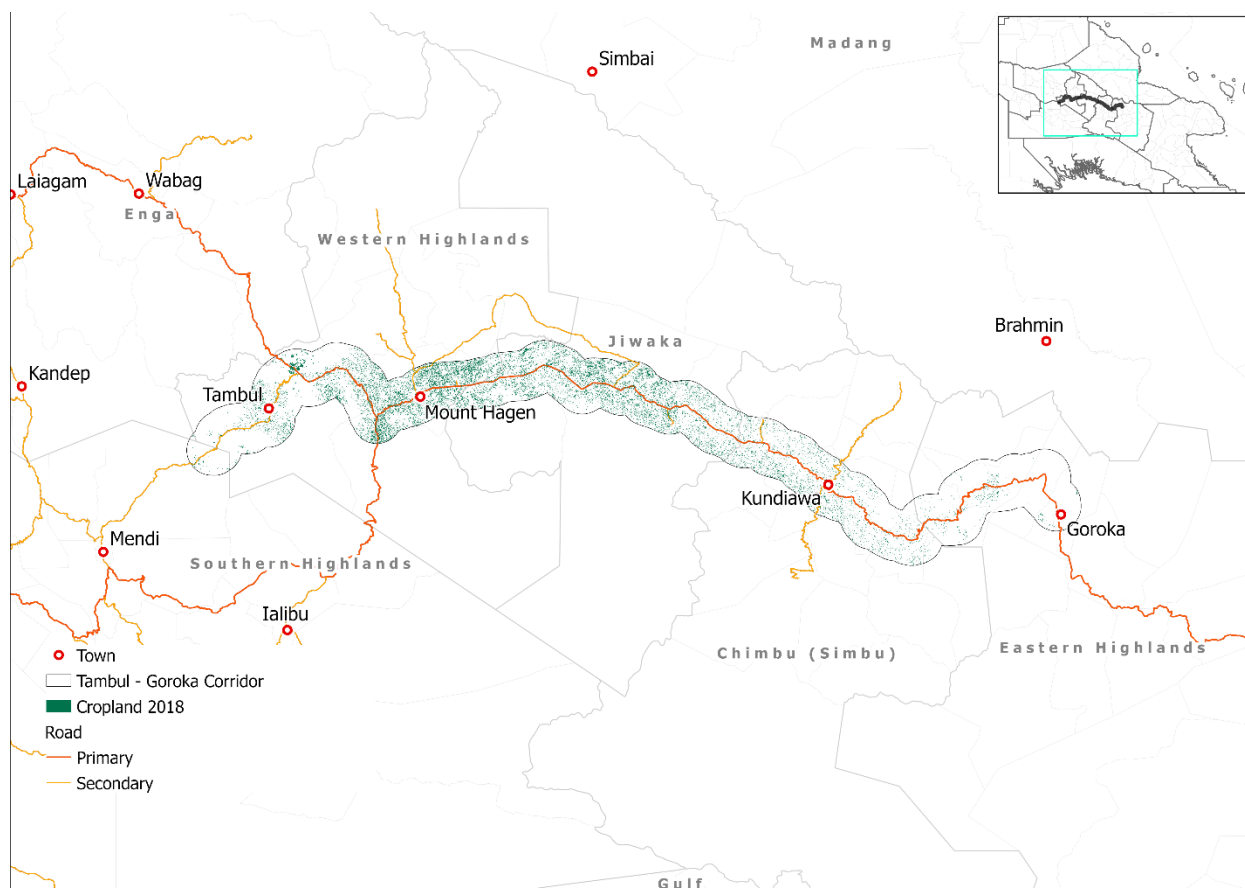 Madang
Simbai
Laiagam
Wabag
Enga
Western Highlands
Brahmin
Jiwaka
Kandep
Tambul
Mount Hagen
Kundiawa
Goroka
Mendi
Southern Highlands
Ialibu
Chimbu (Simbu)
Eastern Highlands
Town
Tambul - Goroka Corridor
Cropland 2018
Road
Primary
Secondary
Gulf